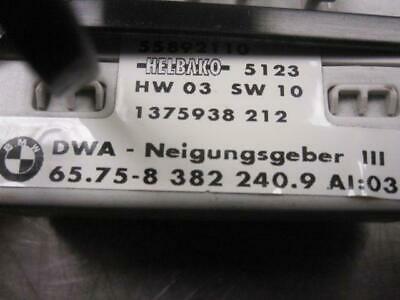 55892110
HELBAKO 5123
HW 03 SW 10
1375938 212
BMW DWA - Neigungsgeber III
65.75-8 382 240.9 AI:03